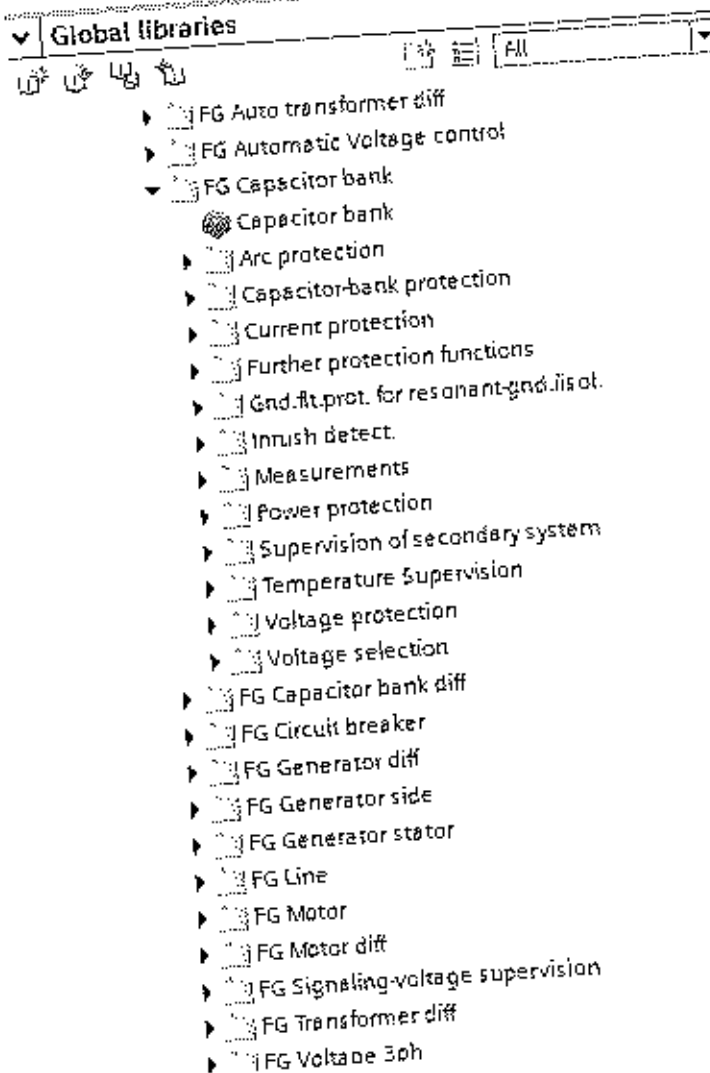 Global libraries
All
FG Auto transformer diff
FG Automatic Voltage control
FG Capacitor bank
Capacitor bank
Arc protection
Capacitor-bank protection
Current protection
Further protection functions
Gnd.flt.prot. for resonant-gnd./isol.
Inrush detect.
Measurements
Power protection
Supervision of secondary system
Temperature Supervision
Voltage protection
Voltage selection
FG Capacitor bank diff
FG Circuit breaker
FG Generator diff
FG Generator side
FG Generator stator
FG Line
FG Motor
FG Motor diff
FG Signaling-voltage supervision
FG Transformer diff
FG Voltage 3ph